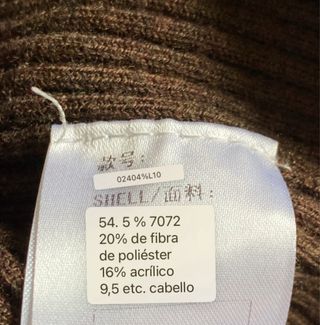 款号:
02404%L10
SHELL/面料:
54. 5 % 7072
20% de fibra
de poliéster
16% acrílico
9,5 etc. cabello